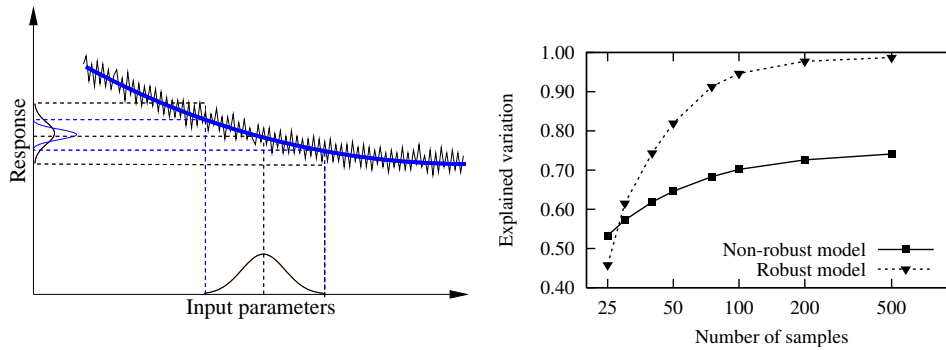 Response
Input parameters
Explained variation
1.00
0.90
0.80
0.70
0.60
0.50
0.40
Non-robust model
Robust model
25 50 100 200 500
Number of samples